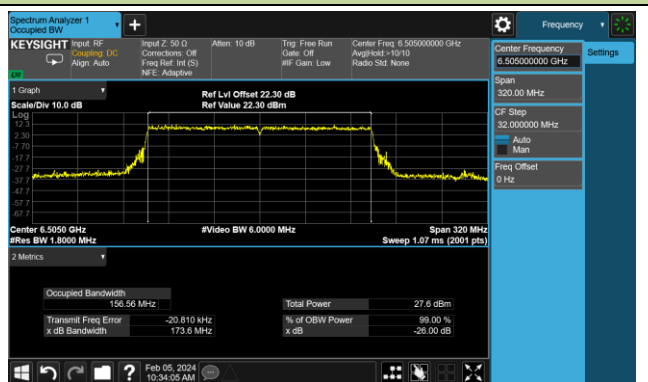 Spectrum Analyzer 1
Occupied BW
+
Frequency
KEYSIGHT
Input: RF
Coupling: DC
Align: Auto
Input Z: 50 Ω
Corrections: Off
Freq Ref: Int (S)
NFE: Adaptive
Atten: 10 dB
Trig: Free Run
Gate: Off
#IF Gain: Low
Center Freq: 6.505000000 GHz
Avg|Hold:>10/10
Radio Std: None
Center Frequency
6.505000000 GHz
Settings
Span
320.00 MHz
CF Step
32.000000 MHz
Auto
Man
Freq Offset
0 Hz
1 Graph
Scale/Div 10.0 dB
Ref Lvl Offset 22.30 dB
Ref Value 22.30 dBm
Log
12.3
2.30
-7.70
-17.7
-27.7
-37.7
-47.7
-57.7
-67.7
Center 6.5050 GHz
#Res BW 1.8000 MHz
#Video BW 6.0000 MHz
Span 320 MHz
Sweep 1.07 ms (2001 pts)
2 Metrics
Occupied Bandwidth
156.56 MHz
Total Power 27.6 dBm
Transmit Freq Error -20.810 kHz
% of OBW Power 99.00 %
x dB Bandwidth 173.6 MHz
x dB -26.00 dB
?
Feb 05, 2024
10:34:05 AM